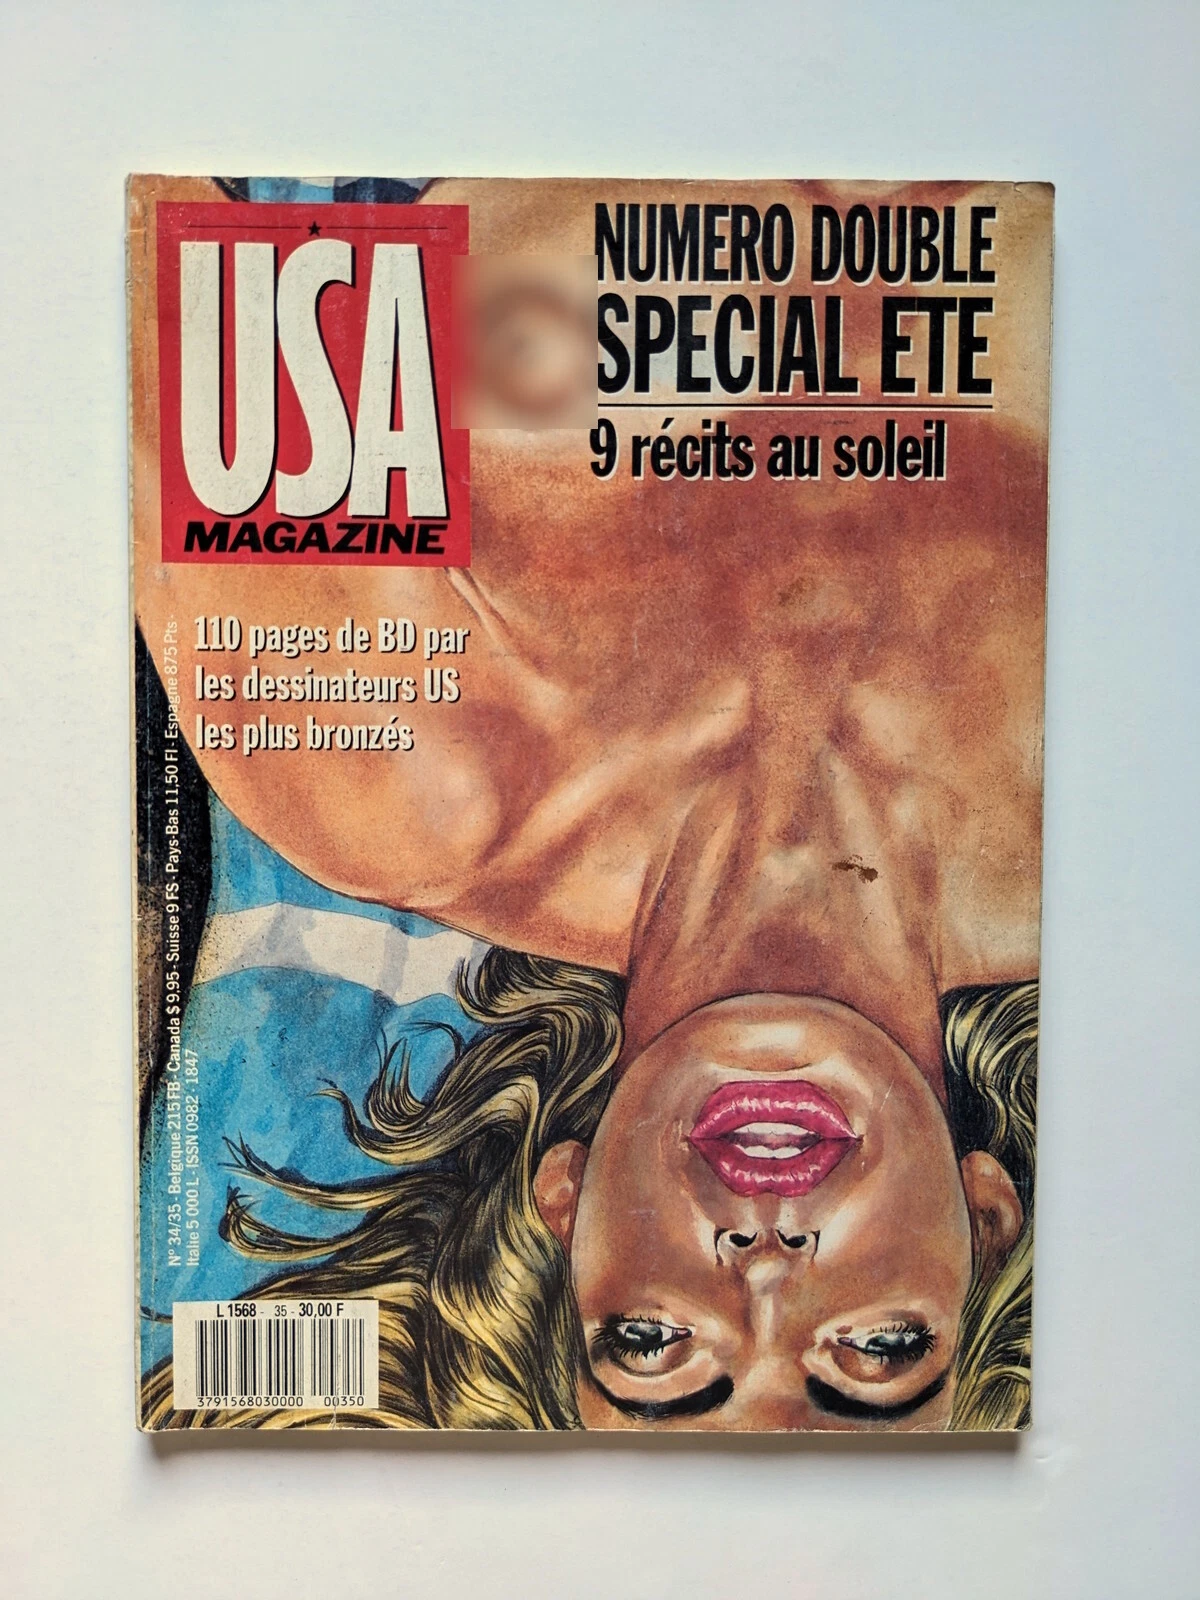 USA
MAGAZINE
NUMERO DOUBLE
SPECIAL ETE
9 récits au soleil
110 pages de BD par
les dessinateurs US
les plus bronzés
N° 34/35 - Belgique 215 FB - Canada $ 9,95 - Suisse 9 FS - Pays-Bas 11,50 Fl - Espagne 875 Pts -
Italie 5 000 L - ISSN 0982 - 1847
L 1568 - 35 - 30,00 F
3791568030000 00350